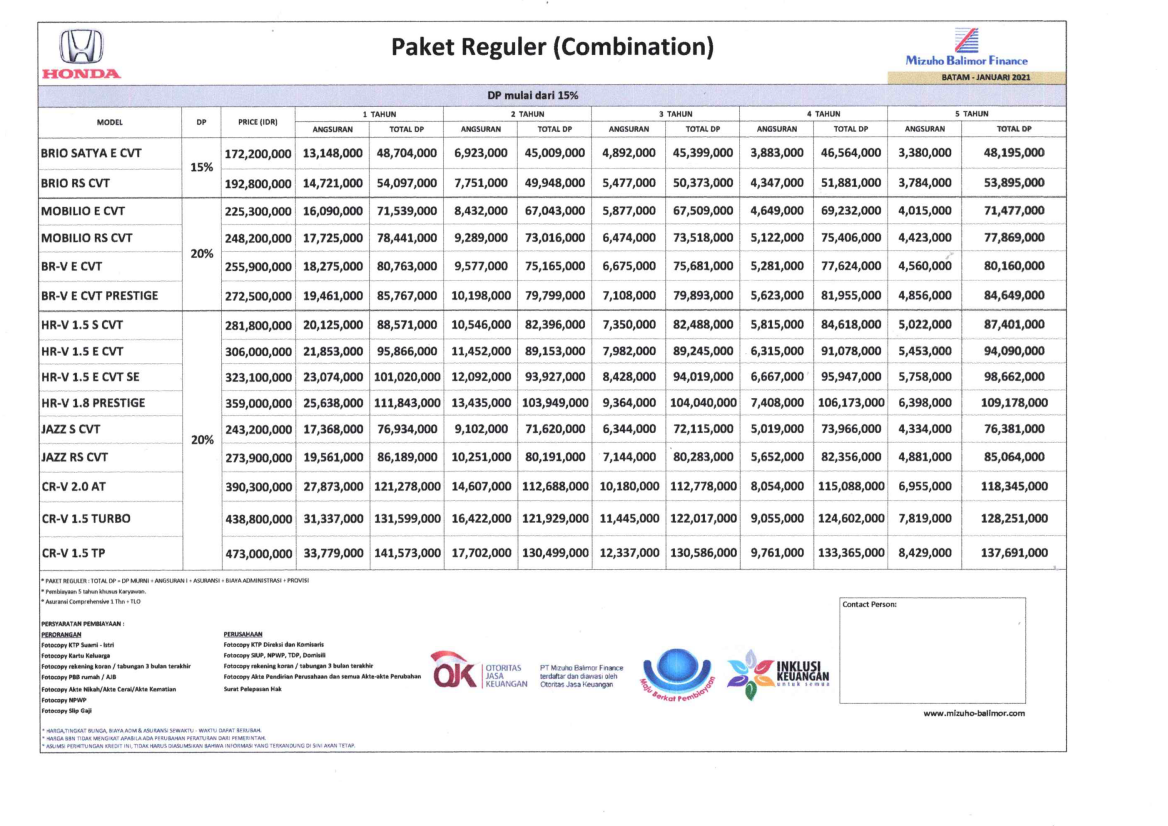 HONDA
Paket Reguler (Combination)
Mizuho Balimor Finance
BATAM - JANUARI 2021
DP mulai dari 15%
MODEL DP PRICE (IDR) 1 TAHUN 2 TAHUN 3 TAHUN 4 TAHUN 5 TAHUN
ANGSURAN TOTAL DP ANGSURAN TOTAL DP ANGSURAN TOTAL DP ANGSURAN TOTAL DP ANGSURAN TOTAL DP
BRIO SATYA E CVT 172,200,000 13,148,000 48,704,000 6,923,000 45,009,000 4,892,000 45,399,000 3,883,000 46,564,000 3,380,000 48,195,000
15%
BRIO RS CVT 192,800,000 14,721,000 54,097,000 7,751,000 49,948,000 5,477,000 50,373,000 4,347,000 51,881,000 3,784,000 53,895,000
MOBILIO E CVT 225,300,000 16,090,000 71,539,000 8,432,000 67,043,000 5,877,000 67,509,000 4,649,000 69,232,000 4,015,000 71,477,000
MOBILIO RS CVT 248,200,000 17,725,000 78,441,000 9,289,000 73,016,000 6,474,000 73,518,000 5,122,000 75,406,000 4,423,000 77,869,000
20%
BR-V E CVT 255,900,000 18,275,000 80,763,000 9,577,000 75,165,000 6,675,000 75,681,000 5,281,000 77,624,000 4,560,000 80,160,000
BR-V E CVT PRESTIGE 272,500,000 19,461,000 85,767,000 10,198,000 79,799,000 7,108,000 79,893,000 5,623,000 81,955,000 4,856,000 84,649,000
HR-V 1.5 S CVT 281,800,000 20,125,000 88,571,000 10,546,000 82,396,000 7,350,000 82,488,000 5,815,000 84,618,000 5,022,000 87,401,000
HR-V 1.5 E CVT 306,000,000 21,853,000 95,866,000 11,452,000 89,153,000 7,982,000 89,245,000 6,315,000 91,078,000 5,453,000 94,090,000
HR-V 1.5 E CVT SE 323,100,000 23,074,000 101,020,000 12,092,000 93,927,000 8,428,000 94,019,000 6,667,000 95,947,000 5,758,000 98,662,000
HR-V 1.8 PRESTIGE 359,000,000 25,638,000 111,843,000 13,435,000 103,949,000 9,364,000 104,040,000 7,408,000 106,173,000 6,398,000 109,178,000
JAZZ S CVT 243,200,000 17,368,000 76,934,000 9,102,000 71,620,000 6,344,000 72,115,000 5,019,000 73,966,000 4,334,000 76,381,000
20%
JAZZ RS CVT 273,900,000 19,561,000 86,189,000 10,251,000 80,191,000 7,144,000 80,283,000 5,652,000 82,356,000 4,881,000 85,064,000
CR-V 2.0 AT 390,300,000 27,873,000 121,278,000 14,607,000 112,688,000 10,180,000 112,778,000 8,054,000 115,088,000 6,955,000 118,345,000
CR-V 1.5 TURBO 438,800,000 31,337,000 131,599,000 16,422,000 121,929,000 11,445,000 122,017,000 9,055,000 124,602,000 7,819,000 128,251,000
CR-V 1.5 TP 473,000,000 33,779,000 141,573,000 17,702,000 130,499,000 12,337,000 130,586,000 9,761,000 133,365,000 8,429,000 137,691,000
* PAKET REGULER : TOTAL DP = DP MURNI + ANGSURAN I + ASURANSI + BIAYA ADMINISTRASI + PROVISI
* Pembiayaan 5 tahun khusus Karyawan.
* Asuransi Comprehensive 1 Thn + TLO
Contact Person:
PERSYARATAN PEMBIAYAAN :
PERORANGAN PERUSAHAAN
Fotocopy KTP Suami - Istri Fotocopy KTP Direksi dan Komisaris
Fotocopy Kartu Keluarga Fotocopy SIUP, NPWP, TDP, Domisili
Fotocopy rekening koran / tabungan 3 bulan terakhir Fotocopy rekening koran / tabungan 3 bulan terakhir
Fotocopy PBB rumah / AJB Fotocopy Akte Pendirian Perusahaan dan semua Akte-akte Perubahan
Fotocopy Akte Nikah/Akte Cerai/Akte Kematian Surat Pelepasan Hak
Fotocopy NPWP
Fotocopy Slip Gaji
OJK OTORITAS JASA KEUANGAN
PT Mizuho Balimor Finance
terdaftar dan diawasi oleh
Otoritas Jasa Keuangan
Maju Berkat Pembiayaan
INKLUSI
KEUANGAN
untuk semua
www.mizuho-balimor.com
* HARGA,TINGKAT BUNGA, BIAYA ADM & ASURANSI SEWAKTU - WAKTU DAPAT BERUBAH.
* HARGA BBN TIDAK MENGIKAT APABILA ADA PERUBAHAN PERATURAN DARI PEMERINTAH.
* ASUMSI PERHITUNGAN KREDIT INI, TIDAK HARUS DIASUMSIKAN BAHWA INFORMASI YANG TERKANDUNG DI SINI AKAN TETAP.